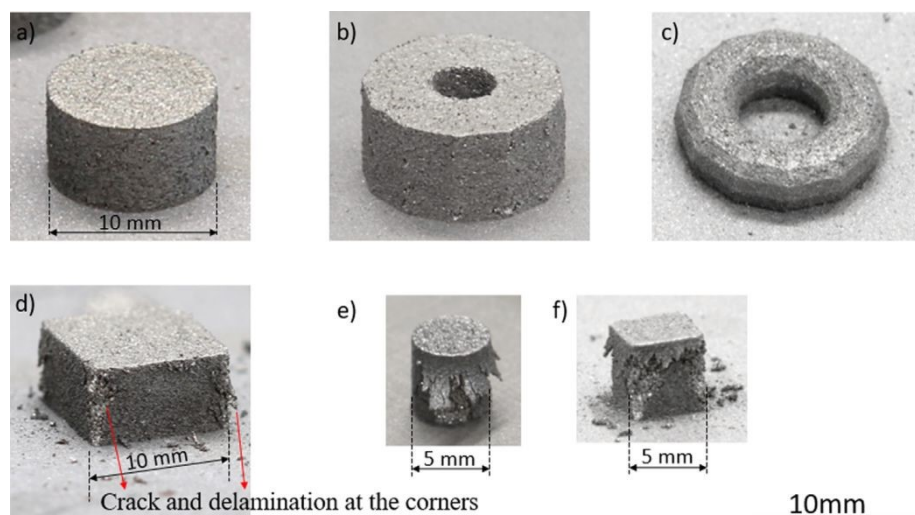 a)
b)
c)
10 mm
d)
e)
f)
10 mm
5 mm
5 mm
Crack and delamination at the corners
10mm